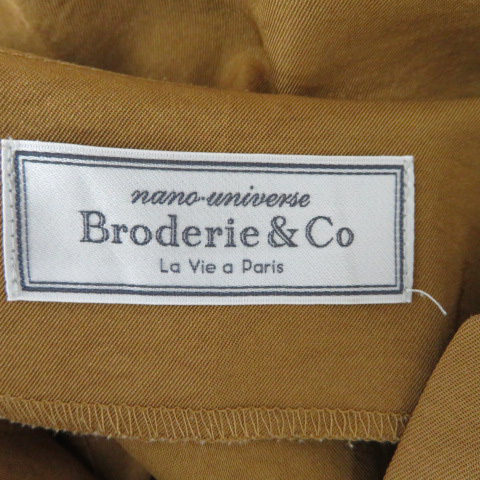 nano·universe
Broderie & Co
La Vie a Paris